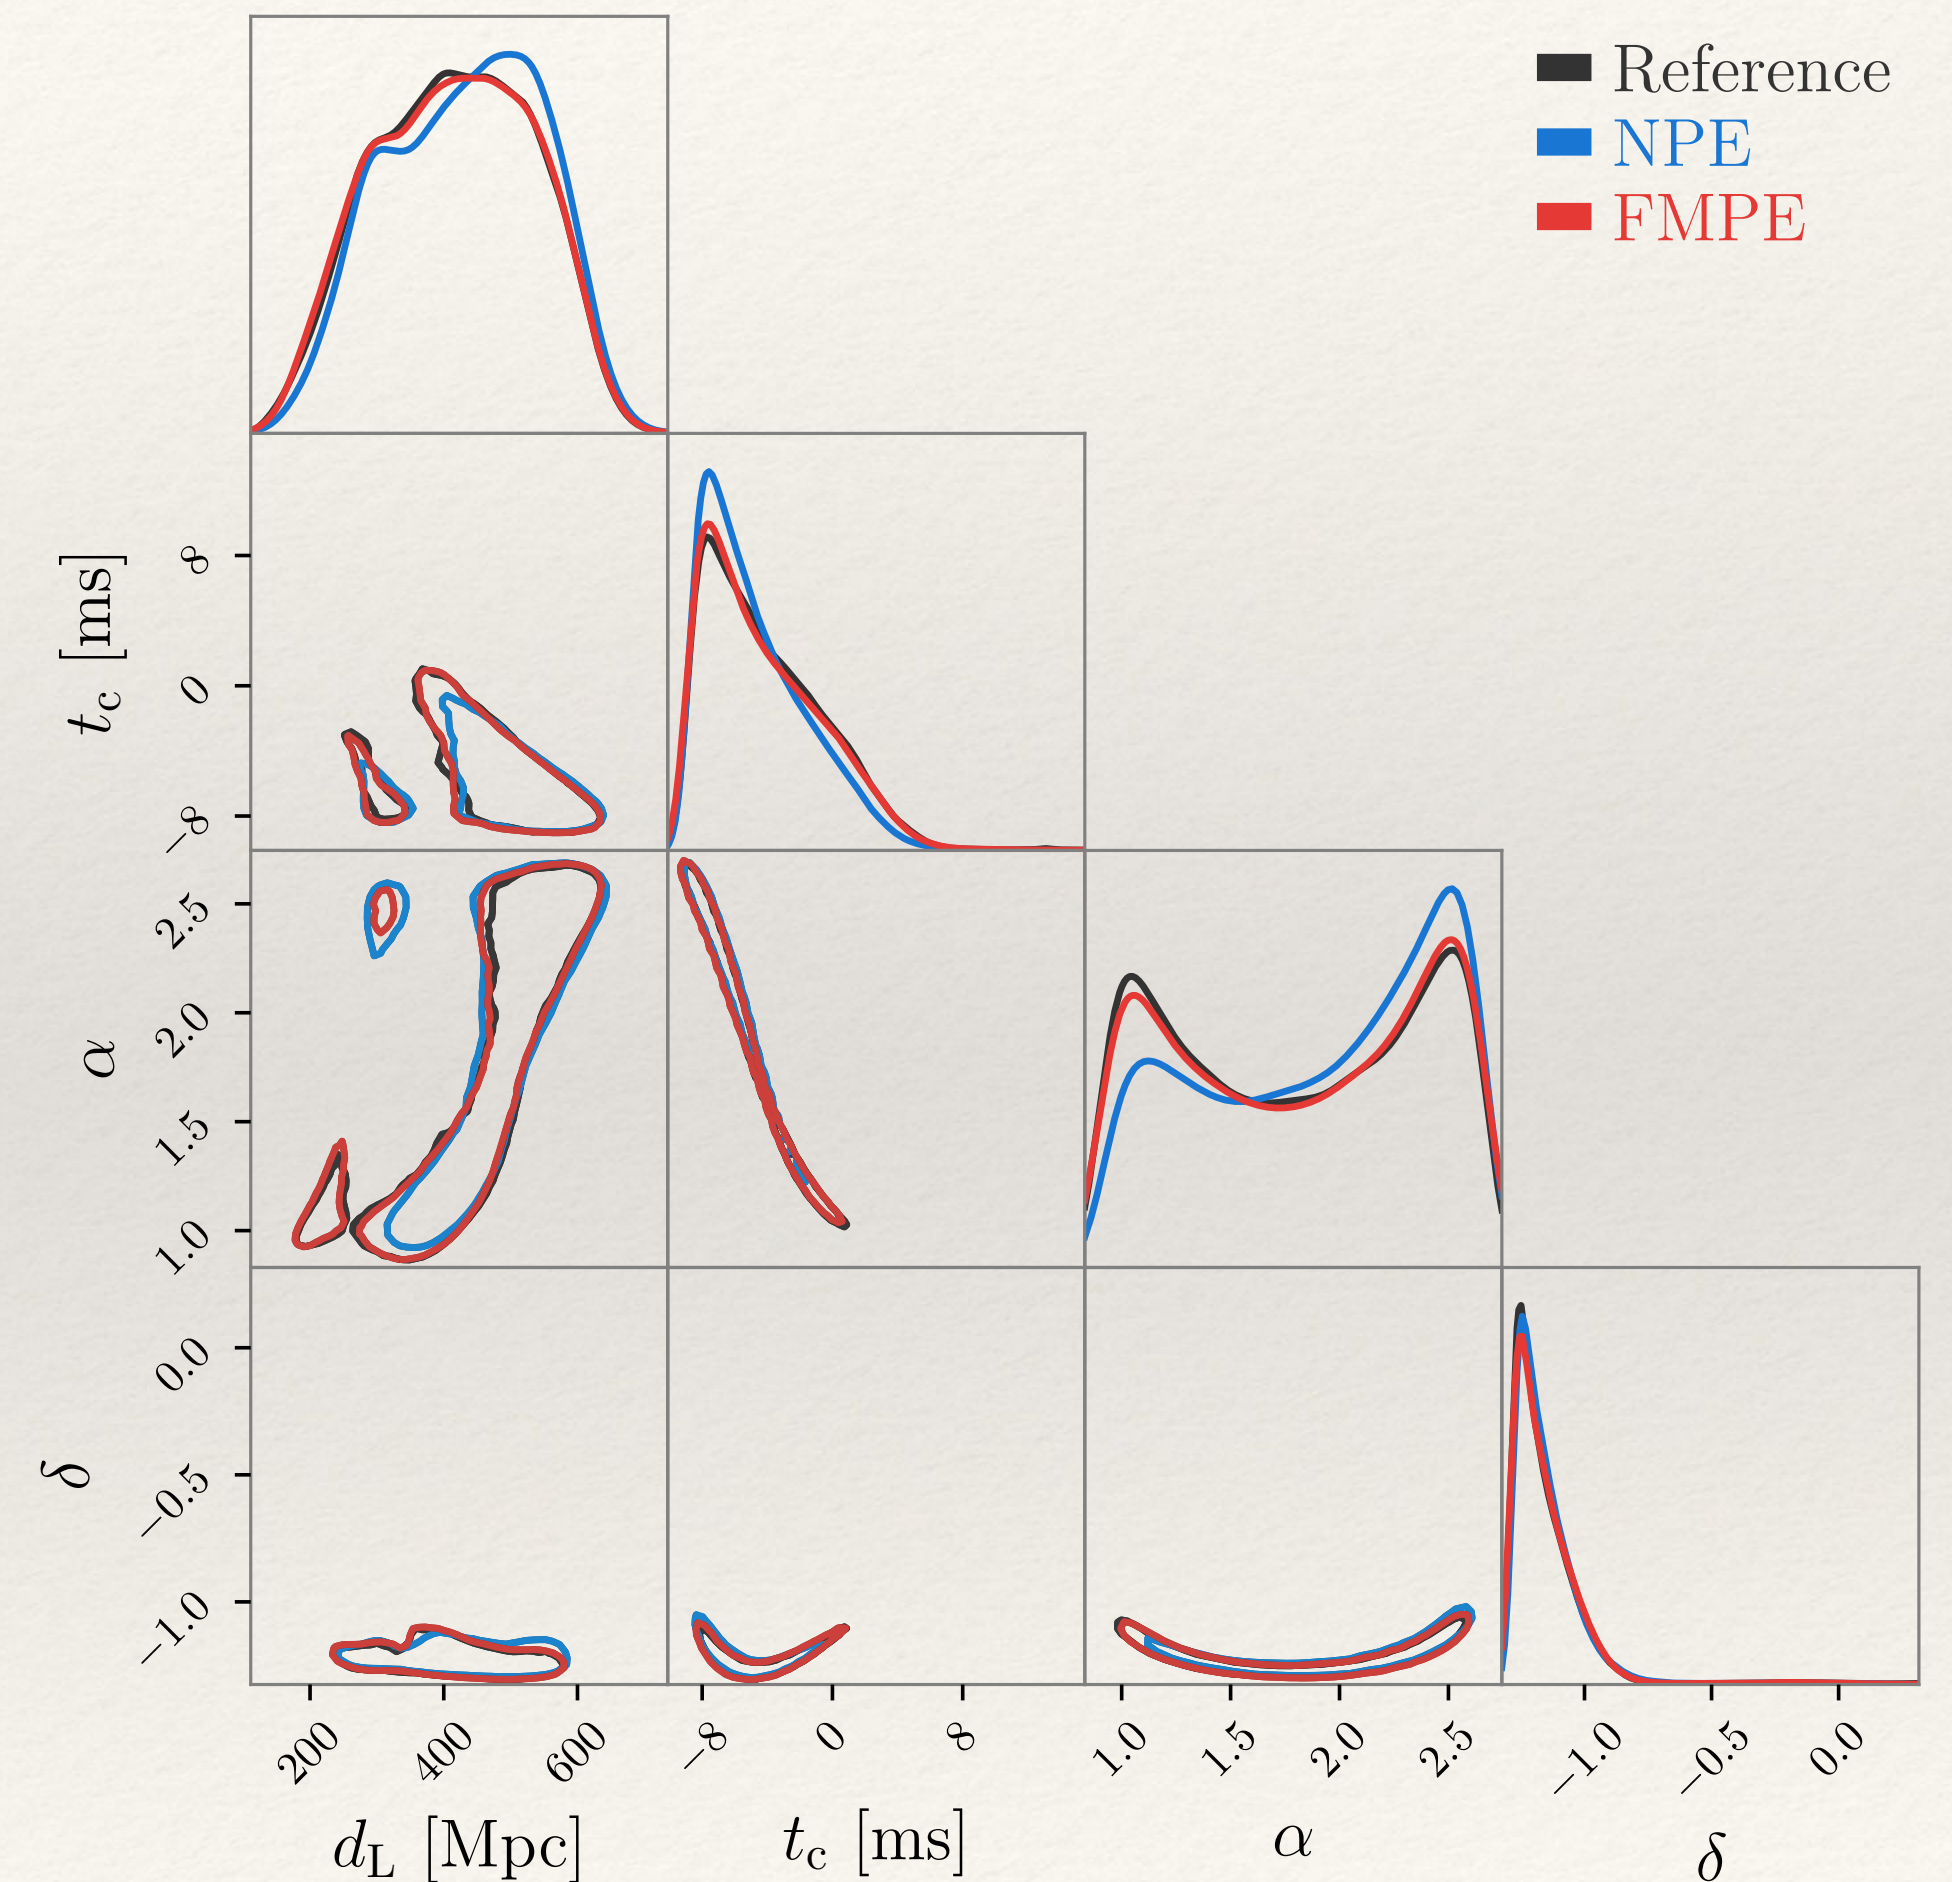 Reference
NPE
FMPE
t_c [ms]
8
0
−8
α
2.5
2.0
1.5
1.0
δ
0.0
−0.5
−1.0
200 400 600 −8 0 8 1.0 1.5 2.0 2.5 −1.0 −0.5 0.0
d_L [Mpc] t_c [ms] α δ